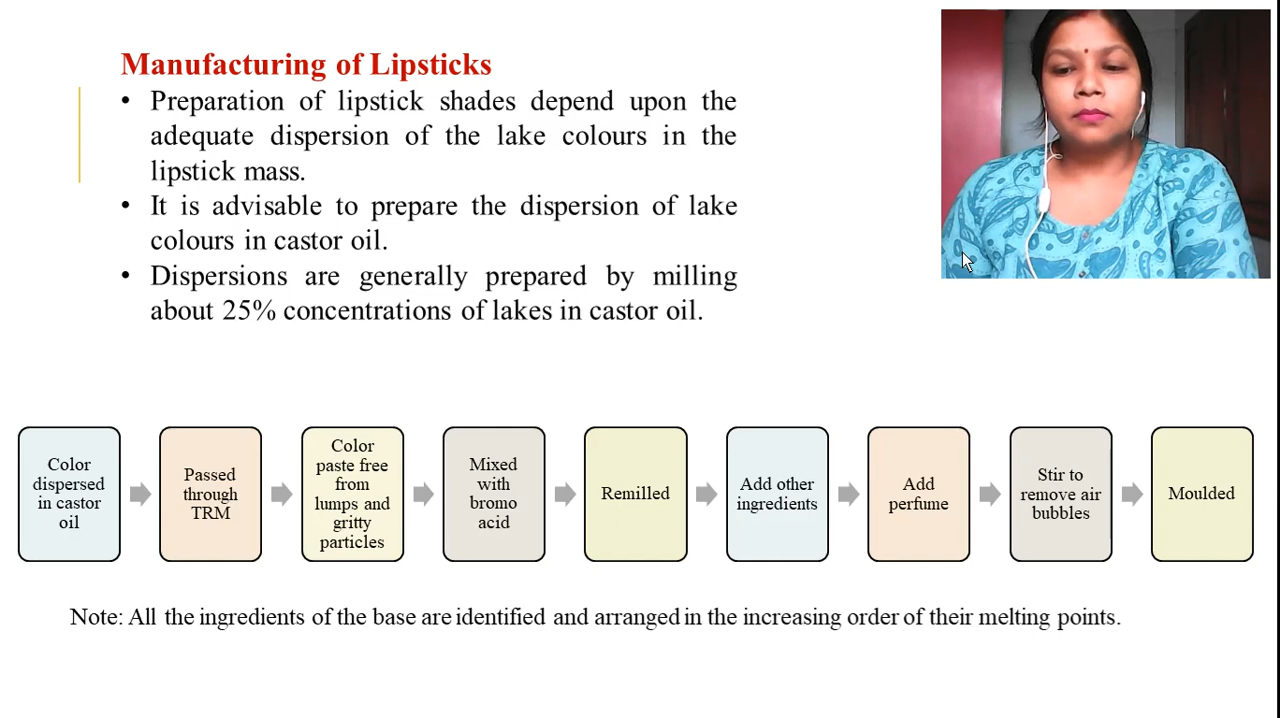 Manufacturing of Lipsticks
• Preparation of lipstick shades depend upon the
adequate dispersion of the lake colours in the
lipstick mass.
• It is advisable to prepare the dispersion of lake
colours in castor oil.
• Dispersions are generally prepared by milling
about 25% concentrations of lakes in castor oil.
Color
dispersed
in castor
oil
Passed
through
TRM
Color
paste free
from
lumps and
gritty
particles
Mixed
with
bromo
acid
Remilled
Add other
ingredients
Add
perfume
Stir to
remove air
bubbles
Moulded
Note: All the ingredients of the base are identified and arranged in the increasing order of their melting points.